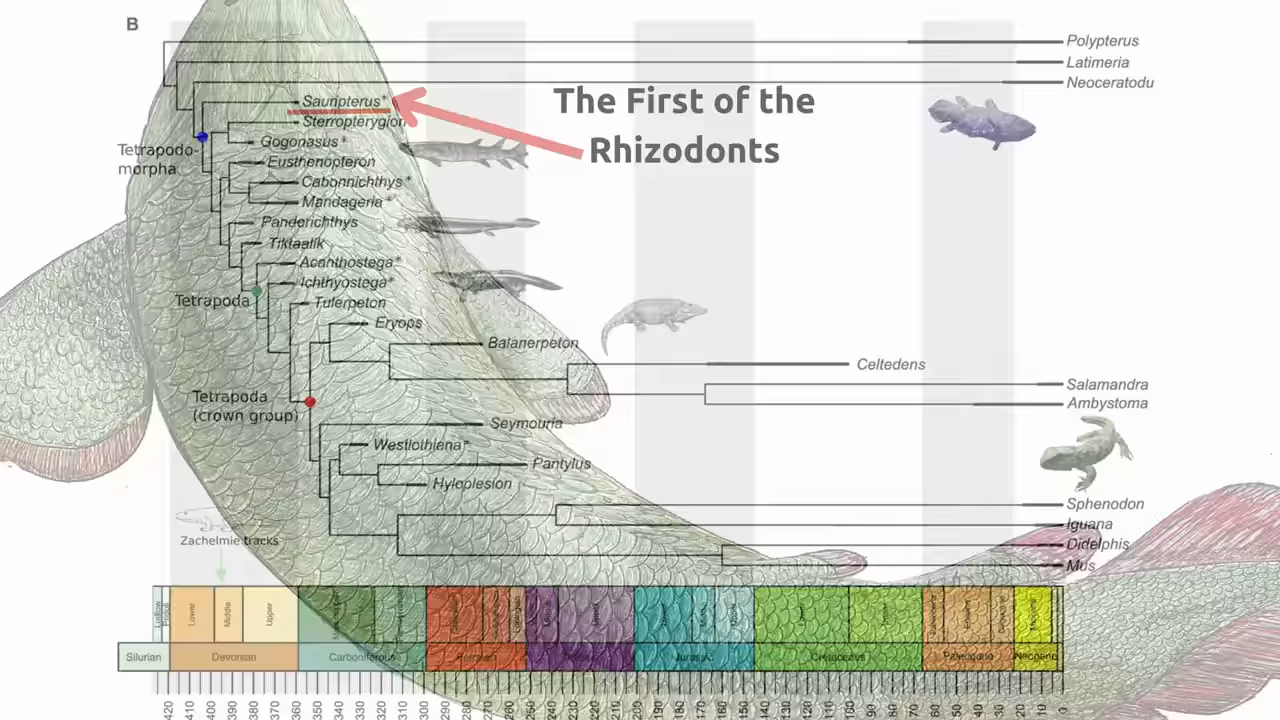 B
Polypterus
Latimeria
Neoceratodu
Sauripterus*
The First of the
Rhizodonts
Sterropterygion
Tetrapodo-
morpha
Gogonasus*
Eusthenopteron
Cabonnichthys*
Mandageria*
Panderichthys
Tiktaalik
Acanthostega*
Ichthyostega*
Tetrapoda
Tulerpeton
Eryops
Balanerpeton
Celtedens
Salamandra
Ambystoma
Tetrapoda
(crown group)
Seymouria
Westlothiana*
Pantylus
Hyloplesion
Sphenodon
Iguana
Didelphis
Mus
Zachelmie tracks
Ludlow
Pridoli
Lower
Middle
Upper
Silurian
Devonian
Carboniferous
Permian
Jurassic
Cretaceous
Paleogene
Neogene
420 410 400 390 380 370 360 350 340 330 320 310 300 290 280 270 260 250 240 230 220 210 200 190 180 170 160 150 140 130 120 110 100 90 80 70 60 50 40 30 20 10 0